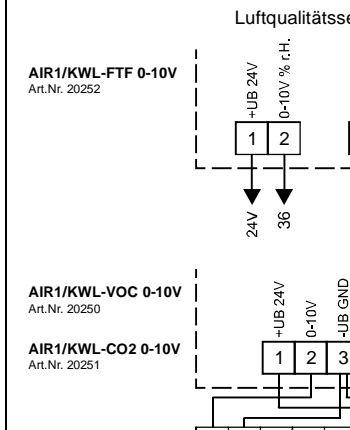 Luftqualitätsse
AIR1/KWL-FTF 0-10V
Art.Nr. 20252
+UB 24V
0-10V % r.H.
1 2
24V
36
AIR1/KWL-VOC 0-10V
Art.Nr. 20250
AIR1/KWL-CO2 0-10V
Art.Nr. 20251
+UB 24V
0-10V
-UB GND
1 2 3